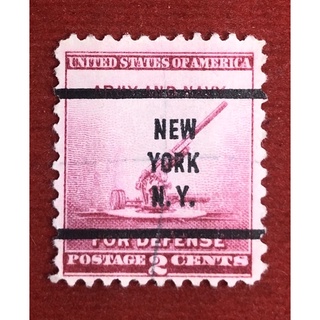 UNITED STATES OF AMERICA
ARMY AND NAVY
NEW
YORK
N. Y.
FOR DEFENSE
POSTAGE 2 CENTS